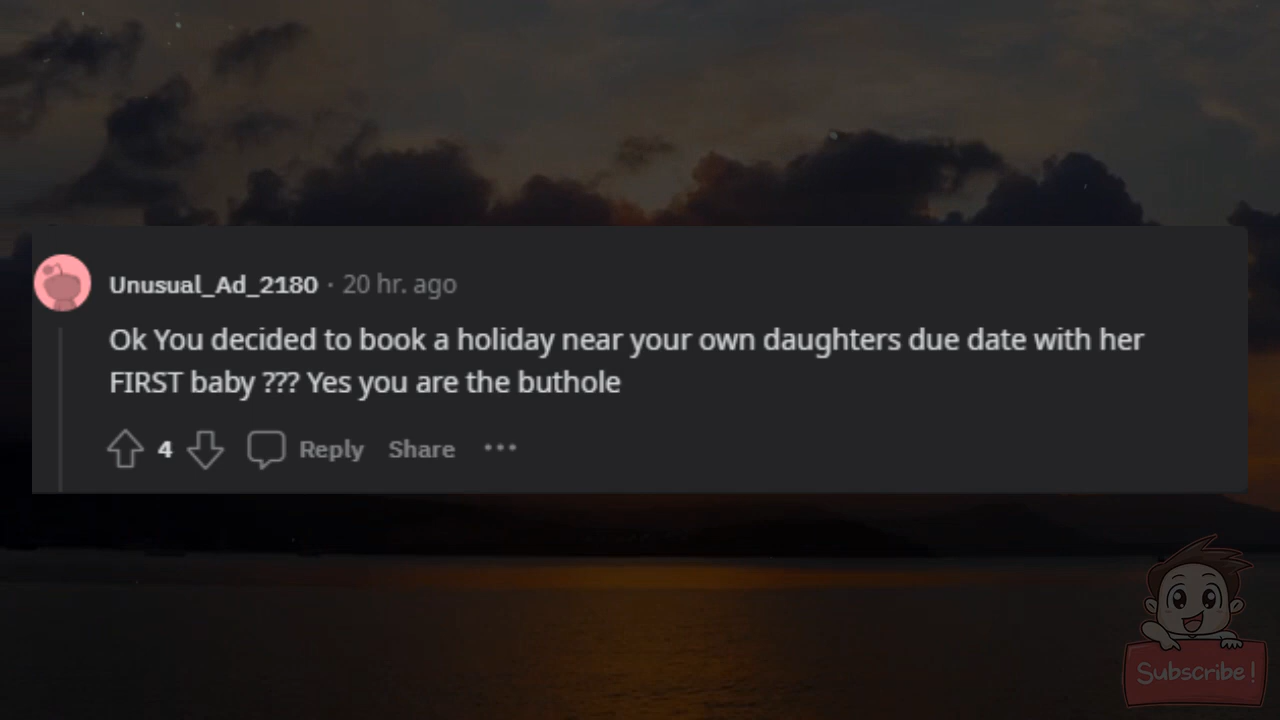 Unusual_Ad_2180 · 20 hr. ago
Ok You decided to book a holiday near your own daughters due date with her
FIRST baby ??? Yes you are the buthole
4 Reply Share ···
Subscribe!